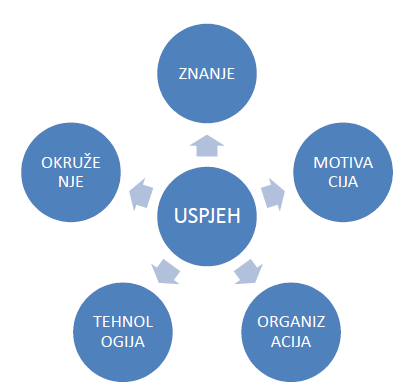 ZNANJE
OKRUŽE
NJE
MOTIVA
CIJA
USPJEH
TEHNOL
OGIJA
ORGANIZ
ACIJA